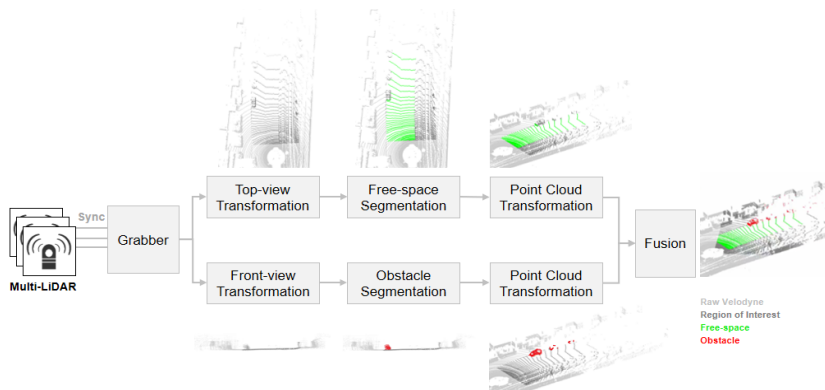 Top-view
Transformation
Free-space
Segmentation
Point Cloud
Transformation
Sync
Grabber
Fusion
Multi-LiDAR
Front-view
Transformation
Obstacle
Segmentation
Point Cloud
Transformation
Raw Velodyne
Region of Interest
Free-space
Obstacle